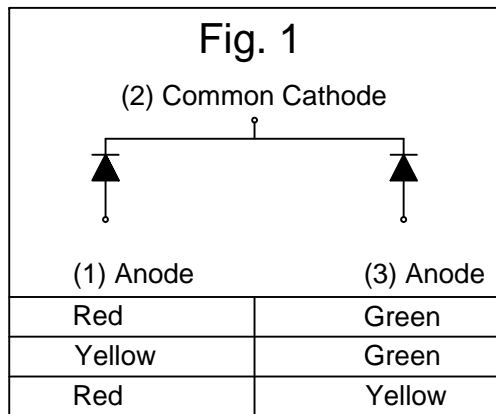 Fig. 1
(2) Common Cathode
(1) Anode (3) Anode
Red Green
Yellow Green
Red Yellow